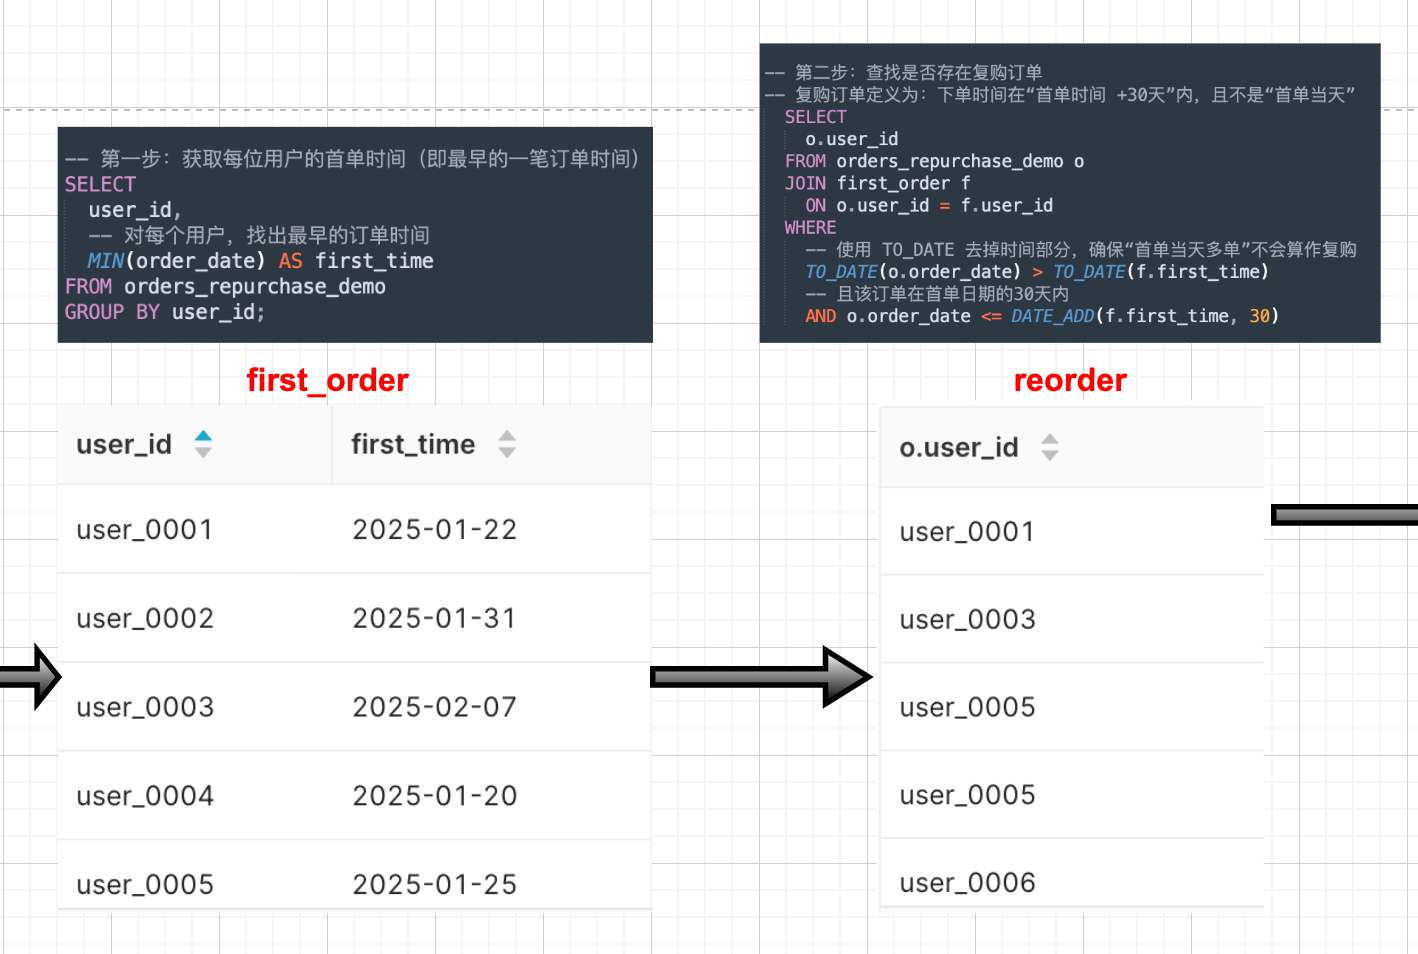 -- 第一步：获取每位用户的首单时间（即最早的一笔订单时间）
SELECT
user_id,
-- 对每个用户，找出最早的订单时间
MIN(order_date) AS first_time
FROM orders_repurchase_demo
GROUP BY user_id;
first_order
user_id first_time
user_0001 2025-01-22
user_0002 2025-01-31
user_0003 2025-02-07
user_0004 2025-01-20
user_0005 2025-01-25
-- 第二步：查找是否存在复购订单
-- 复购订单定义为：下单时间在“首单时间 +30天”内，且不是“首单当天”
SELECT
o.user_id
FROM orders_repurchase_demo o
JOIN first_order f
ON o.user_id = f.user_id
WHERE
-- 使用 TO_DATE 去掉时间部分，确保“首单当天多单”不会算作复购
TO_DATE(o.order_date) > TO_DATE(f.first_time)
-- 且该订单在首单日期的30天内
AND o.order_date <= DATE_ADD(f.first_time, 30)
reorder
o.user_id
user_0001
user_0003
user_0005
user_0005
user_0006